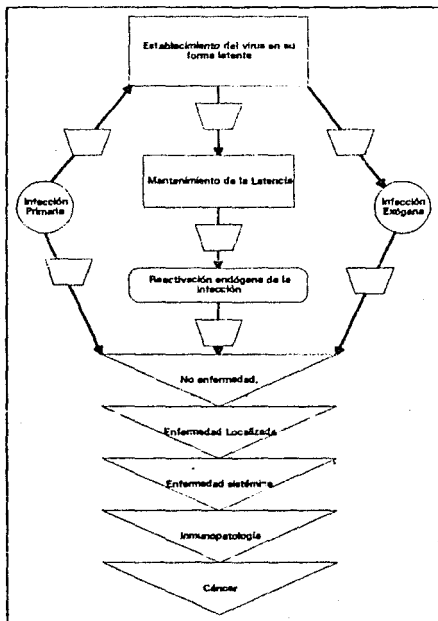 Establecimiento del virus en su
forma latente
Mantenimiento de la Latencia
Infección
Primaria
Infección
Exógena
Reactivación endógena de la
infección
No enfermedad.
Enfermedad Localizada
Enfermedad sistémica
Inmunopatología
Cáncer